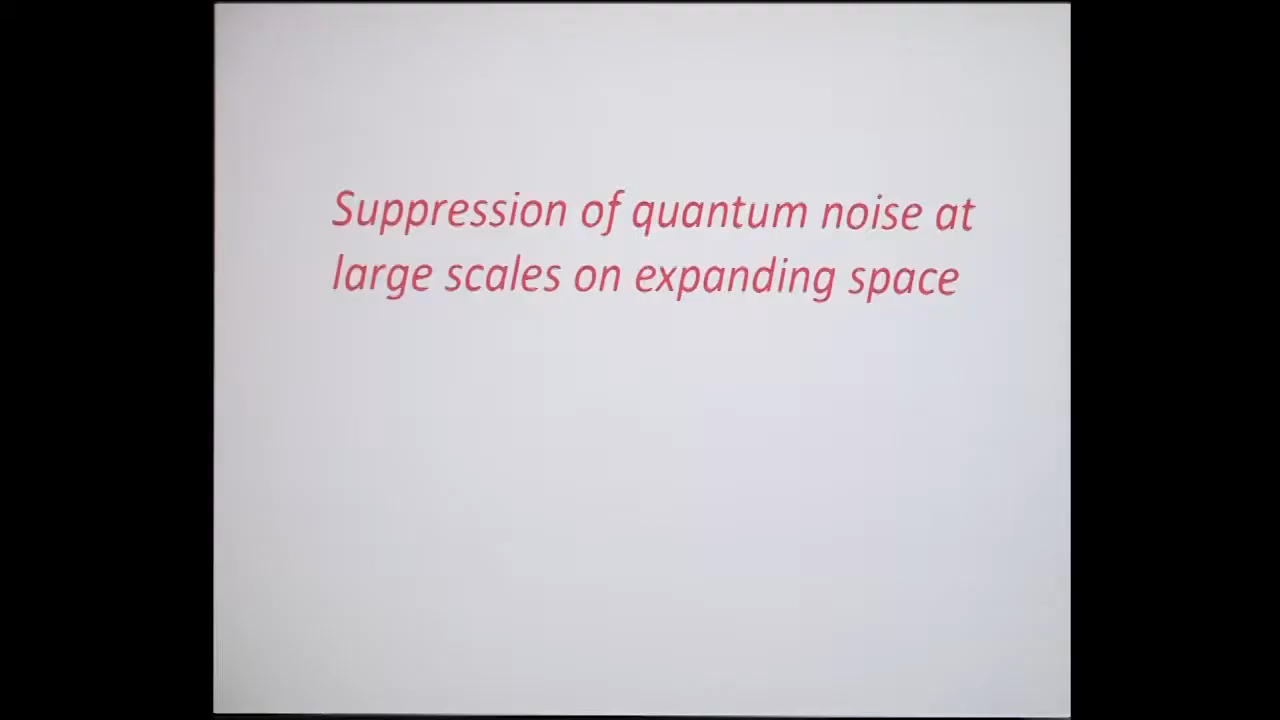 Suppression of quantum noise at
large scales on expanding space